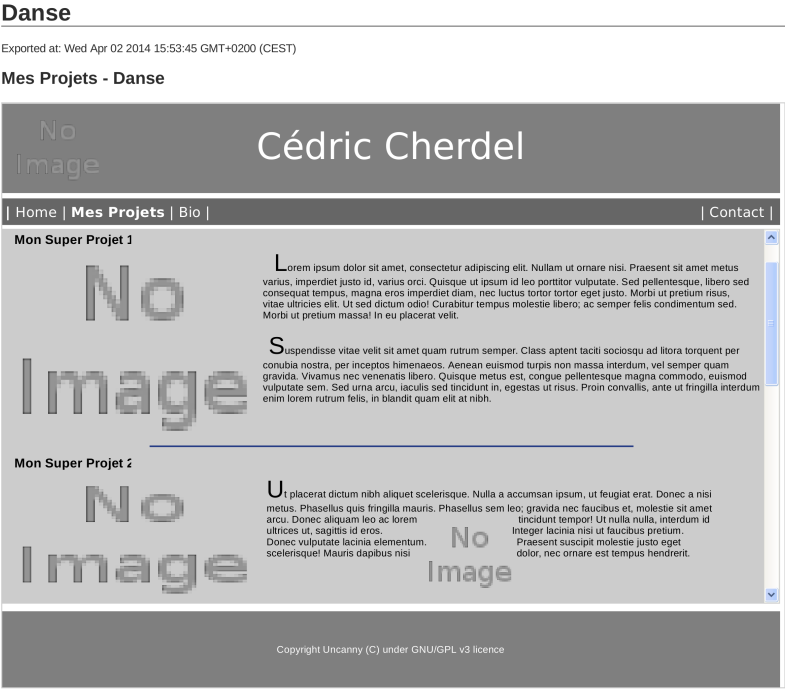 Danse
Exported at: Wed Apr 02 2014 15:53:45 GMT+0200 (CEST)
Mes Projets - Danse
No
Image
Cédric Cherdel
| Home | Mes Projets | Bio |
| Contact |
Mon Super Projet 1
No
Image
Lorem ipsum dolor sit amet, consectetur adipiscing elit. Nullam ut ornare nisi. Praesent sit amet metus
varius, imperdiet justo id, varius orci. Quisque ut ipsum id leo porttitor vulputate. Sed pellentesque, libero sed
consequat tempus, magna eros imperdiet diam, nec luctus tortor tortor eget justo. Morbi ut pretium risus,
vitae ultricies elit. Ut sed dictum odio! Curabitur tempus molestie libero; ac semper felis condimentum sed.
Morbi ut pretium massa! In eu placerat velit.
Suspendisse vitae velit sit amet quam rutrum semper. Class aptent taciti sociosqu ad litora torquent per
conubia nostra, per inceptos himenaeos. Aenean euismod turpis non massa interdum, vel semper quam
gravida. Vivamus nec venenatis libero. Quisque metus est, congue pellentesque magna commodo, euismod
vulputate sem. Sed urna arcu, iaculis sed tincidunt in, egestas ut risus. Proin convallis, ante ut fringilla interdum
enim lorem rutrum felis, in blandit quam elit at nibh.
Mon Super Projet 2
No
Image
Ut placerat dictum nibh aliquet scelerisque. Nulla a accumsan ipsum, ut feugiat erat. Donec a nisi
metus. Phasellus quis fringilla mauris. Phasellus sem leo; gravida nec faucibus et, molestie sit amet
arcu. Donec aliquam leo ac lorem tincidunt tempor! Ut nulla nulla, interdum id
ultrices ut, sagittis id eros. Integer lacinia nisi ut faucibus pretium.
Donec vulputate lacinia elementum. Praesent suscipit molestie justo eget
scelerisque! Mauris dapibus nisi dolor, nec ornare est tempus hendrerit.
No
Image
Copyright Uncanny (C) under GNU/GPL v3 licence